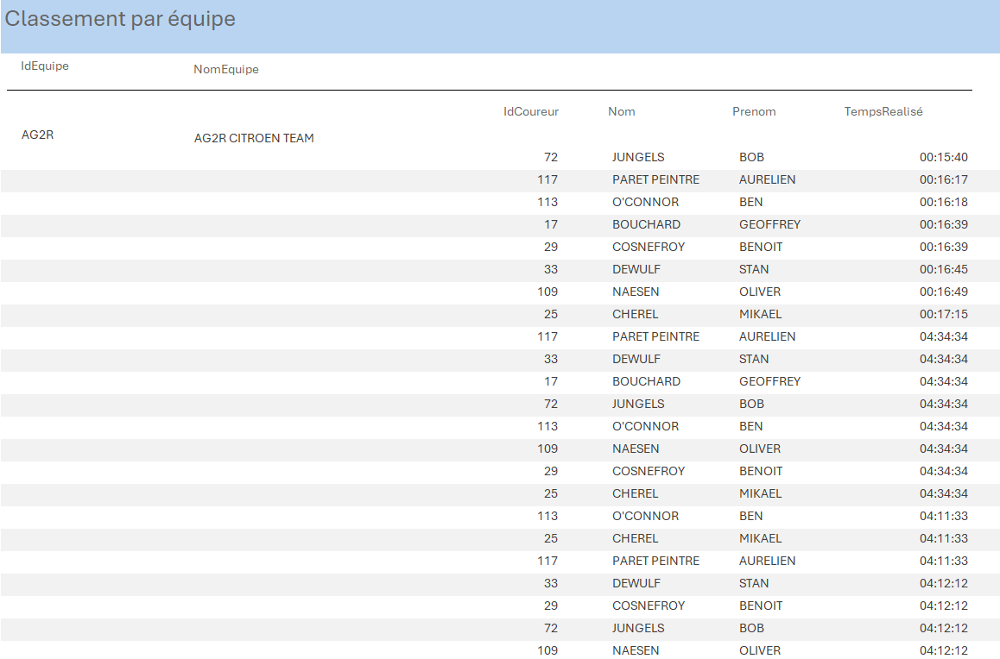 Classement par équipe
IdEquipe NomEquipe
IdCoureur Nom Prenom TempsRealisé
AG2R AG2R CITROEN TEAM
72 JUNGELS BOB 00:15:40
117 PARET PEINTRE AURELIEN 00:16:17
113 O'CONNOR BEN 00:16:18
17 BOUCHARD GEOFFREY 00:16:39
29 COSNEFROY BENOIT 00:16:39
33 DEWULF STAN 00:16:45
109 NAESEN OLIVER 00:16:49
25 CHEREL MIKAEL 00:17:15
117 PARET PEINTRE AURELIEN 04:34:34
33 DEWULF STAN 04:34:34
17 BOUCHARD GEOFFREY 04:34:34
72 JUNGELS BOB 04:34:34
113 O'CONNOR BEN 04:34:34
109 NAESEN OLIVER 04:34:34
29 COSNEFROY BENOIT 04:34:34
25 CHEREL MIKAEL 04:34:34
113 O'CONNOR BEN 04:11:33
25 CHEREL MIKAEL 04:11:33
117 PARET PEINTRE AURELIEN 04:11:33
33 DEWULF STAN 04:12:12
29 COSNEFROY BENOIT 04:12:12
72 JUNGELS BOB 04:12:12
109 NAESEN OLIVER 04:12:12